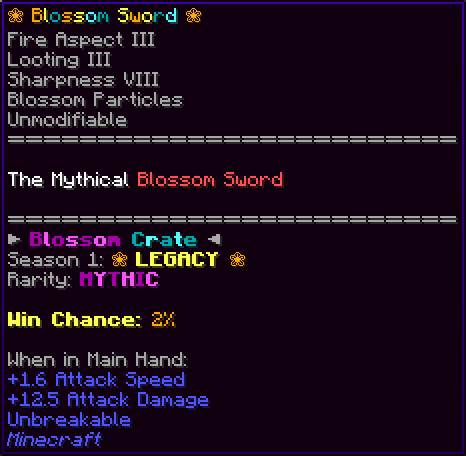 ❀ Blossom Sword ❀
Fire Aspect III
Looting III
Sharpness VIII
Blossom Particles
Unmodifiable
============================
The Mythical Blossom Sword
============================
► Blossom Crate ◄
Season 1: ❀ LEGACY ❀
Rarity: MYTHIC
Win Chance: 2%
When in Main Hand:
+1.6 Attack Speed
+12.5 Attack Damage
Unbreakable
Minecraft